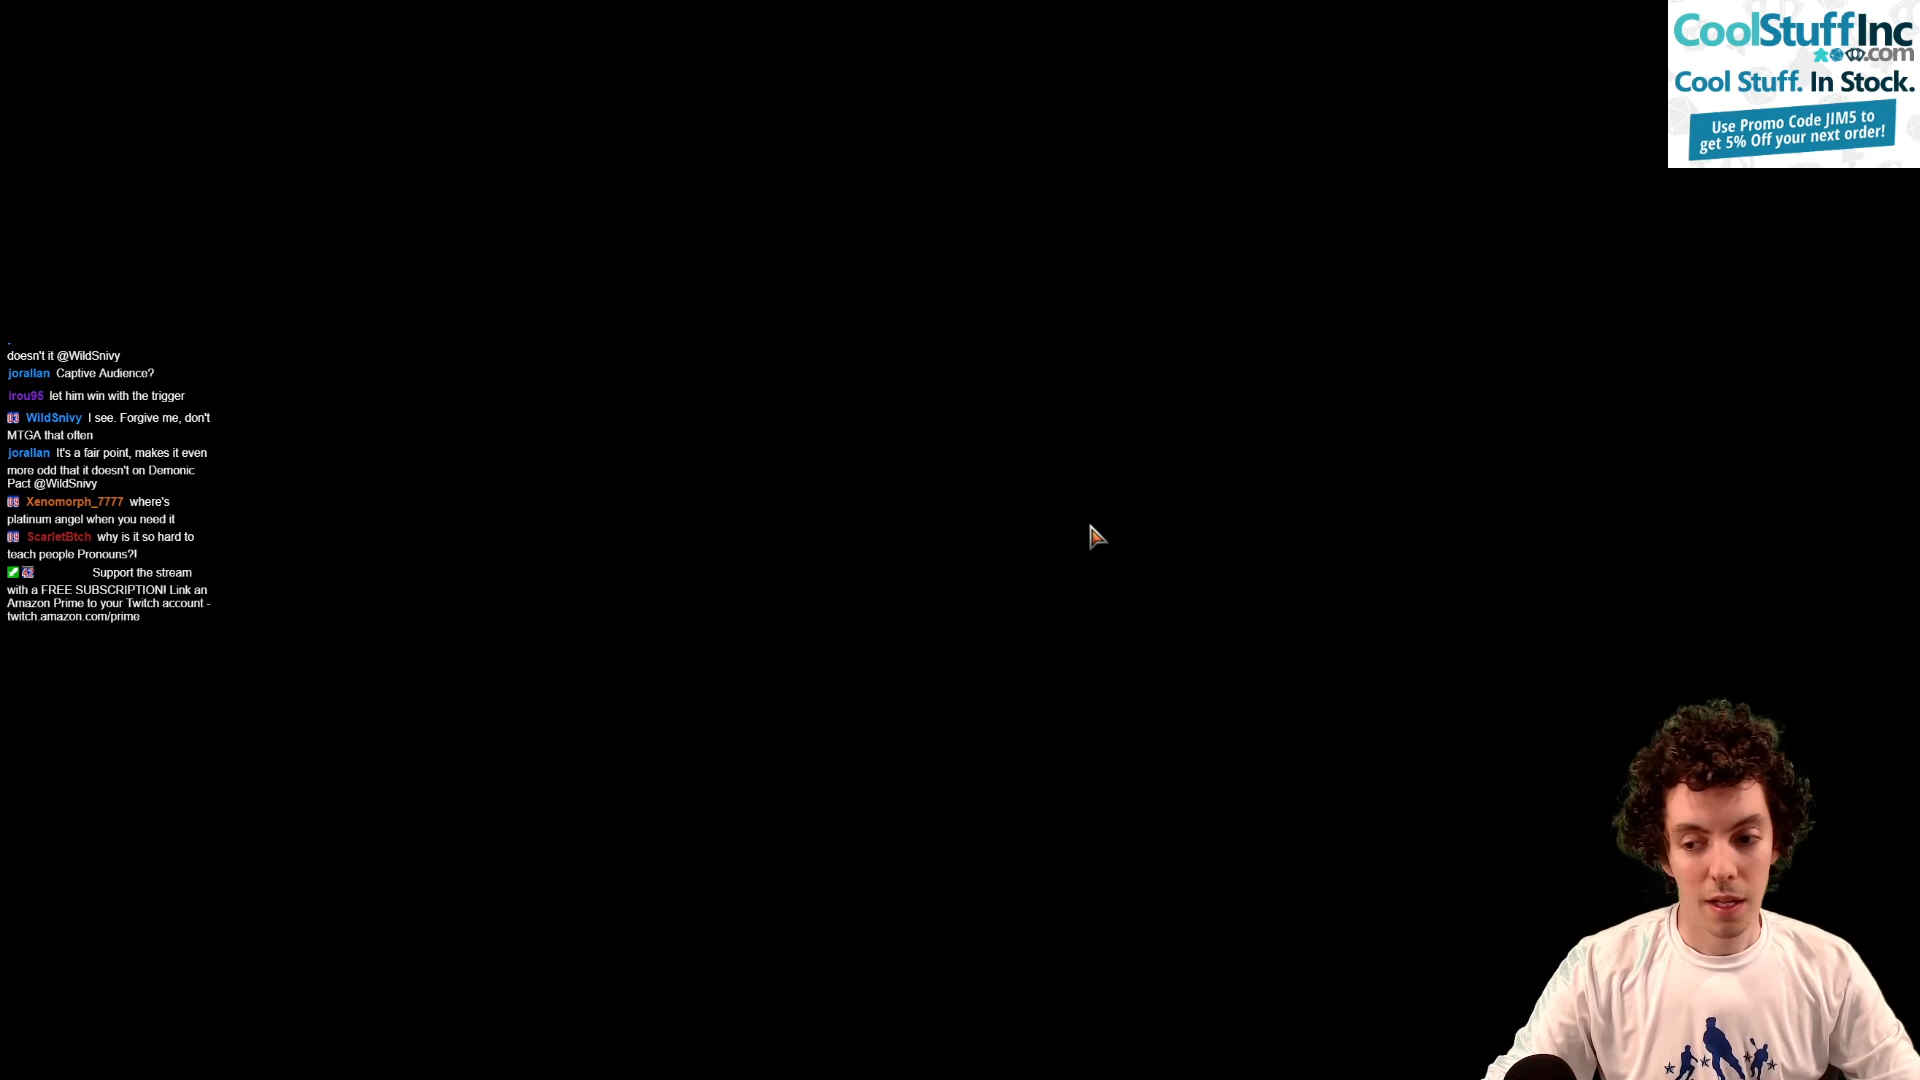 CoolStuffInc
.com
Cool Stuff. In Stock.
Use Promo Code JIM5 to
get 5% Off your next order!
doesn't it @WildSnivy
jorallan Captive Audience?
irou95 let him win with the trigger
WildSnivy I see. Forgive me, don't
MTGA that often
jorallan It's a fair point, makes it even
more odd that it doesn't on Demonic
Pact @WildSnivy
Xenomorph_7777 where's
platinum angel when you need it
ScarletBtch why is it so hard to
teach people Pronouns?!
Support the stream
with a FREE SUBSCRIPTION! Link an
Amazon Prime to your Twitch account -
twitch.amazon.com/prime